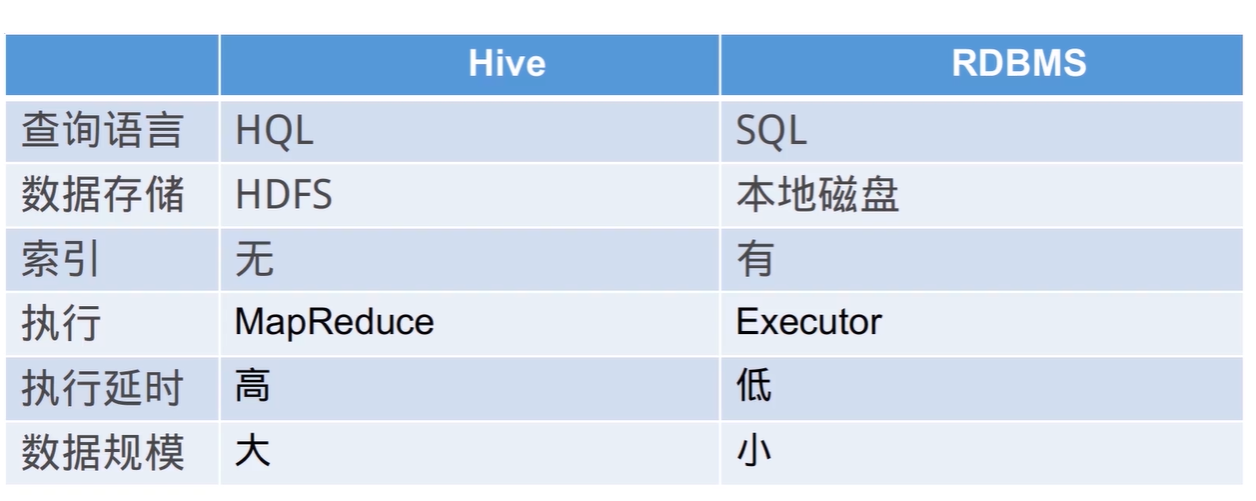 Hive RDBMS
查询语言 HQL SQL
数据存储 HDFS 本地磁盘
索引 无 有
执行 MapReduce Executor
执行延时 高 低
数据规模 大 小